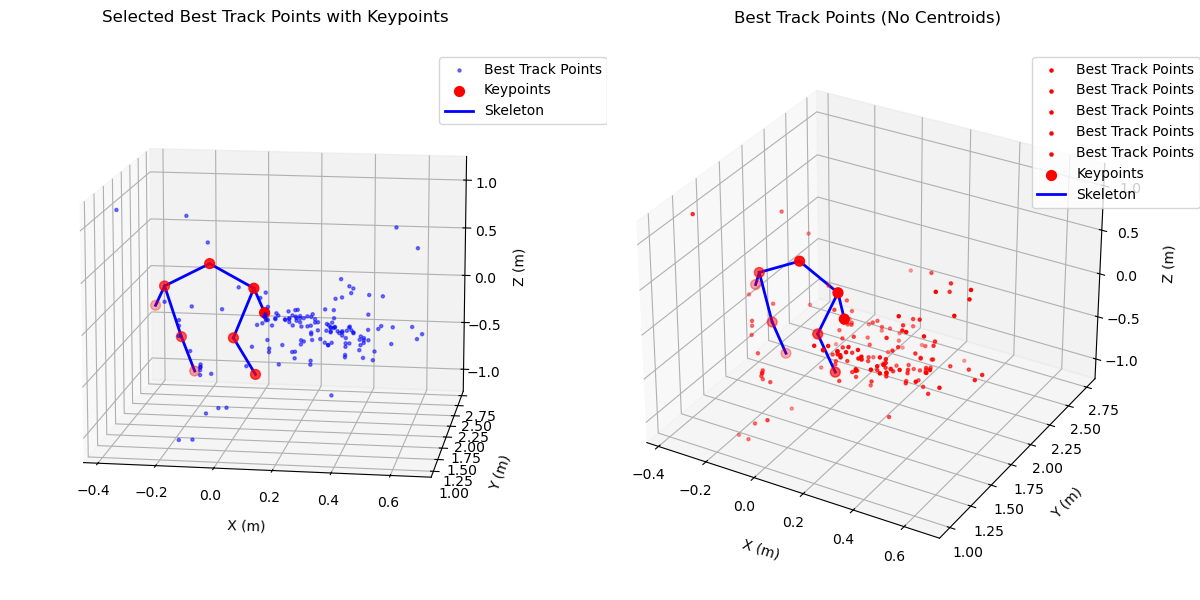 Selected Best Track Points with Keypoints
Best Track Points
Keypoints
Skeleton
1.0
0.5
0.0
−0.5
−1.0
Z (m)
2.75
2.50
2.25
2.00
1.75
1.50
1.25
1.00
Y (m)
−0.4
−0.2
0.0
0.2
0.4
0.6
X (m)
Best Track Points (No Centroids)
Best Track Points
Best Track Points
Best Track Points
Best Track Points
Best Track Points
Keypoints
Skeleton
1.0
0.5
0.0
−0.5
−1.0
Z (m)
2.75
2.50
2.25
2.00
1.75
1.50
1.25
1.00
Y (m)
−0.4
−0.2
0.0
0.2
0.4
0.6
X (m)